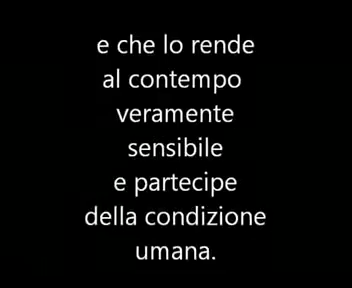 e che lo rende
al contempo
veramente
sensibile
e partecipe
della condizione
umana.